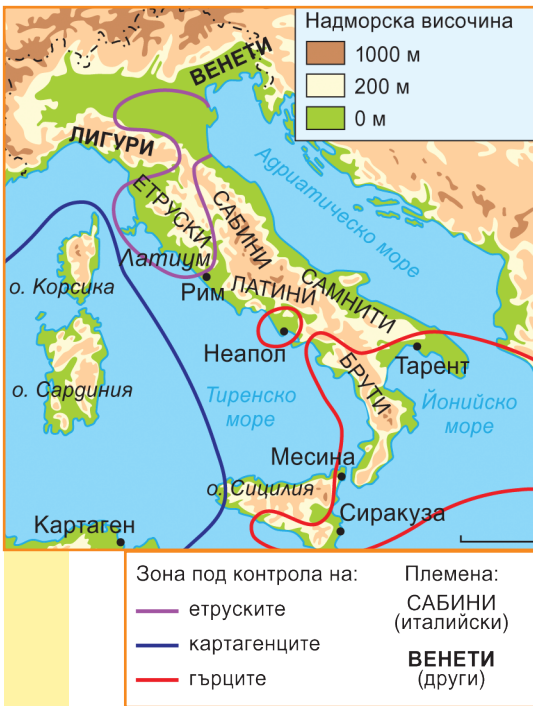 Надморска височина
1000 м
200 м
0 м
ВЕНЕТИ
ЛИГУРИ
Адриатическо море
ЕТРУСКИ
САБИНИ
Латиум
САМНИТИ
о. Корсика
Рим
ЛАТИНИ
Неапол
Тарент
БРУТИ
о. Сардиния
Тиренско
море
Йонийско
море
Месина
о. Сицилия
Сиракуза
Картаген
Зона под контрола на:
етруските
картагенците
гърците
Племена:
САБИНИ
(италийски)
ВЕНЕТИ
(други)